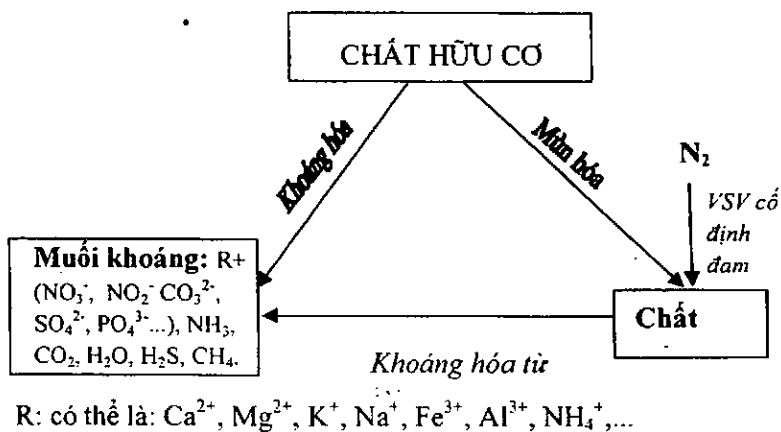 CHẤT HỮU CƠ
Khoáng hóa
Mùn hóa
N₂
VSV cố
định
đam
Muối khoáng: R+
(NO₃⁻, NO₂⁻ CO₃²⁻,
SO₄²⁻, PO₄³⁻...), NH₃,
CO₂, H₂O, H₂S, CH₄.
Chất
Khoáng hóa từ
R: có thể là: Ca²⁺, Mg²⁺, K⁺, Na⁺, Fe³⁺, Al³⁺, NH₄⁺,...